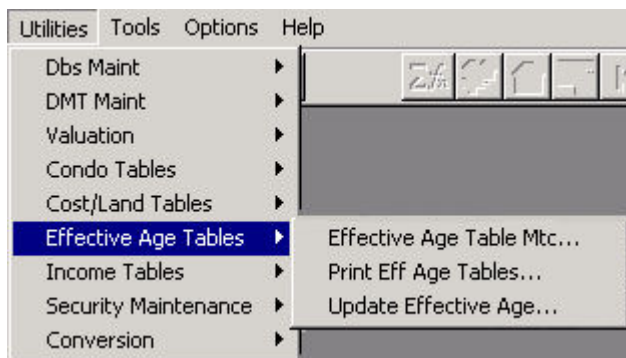 Utilities Tools Options Help
Dbs Maint
DMT Maint
Valuation
Condo Tables
Cost/Land Tables
Effective Age Tables
Effective Age Table Mtc...
Print Eff Age Tables...
Update Effective Age...
Income Tables
Security Maintenance
Conversion